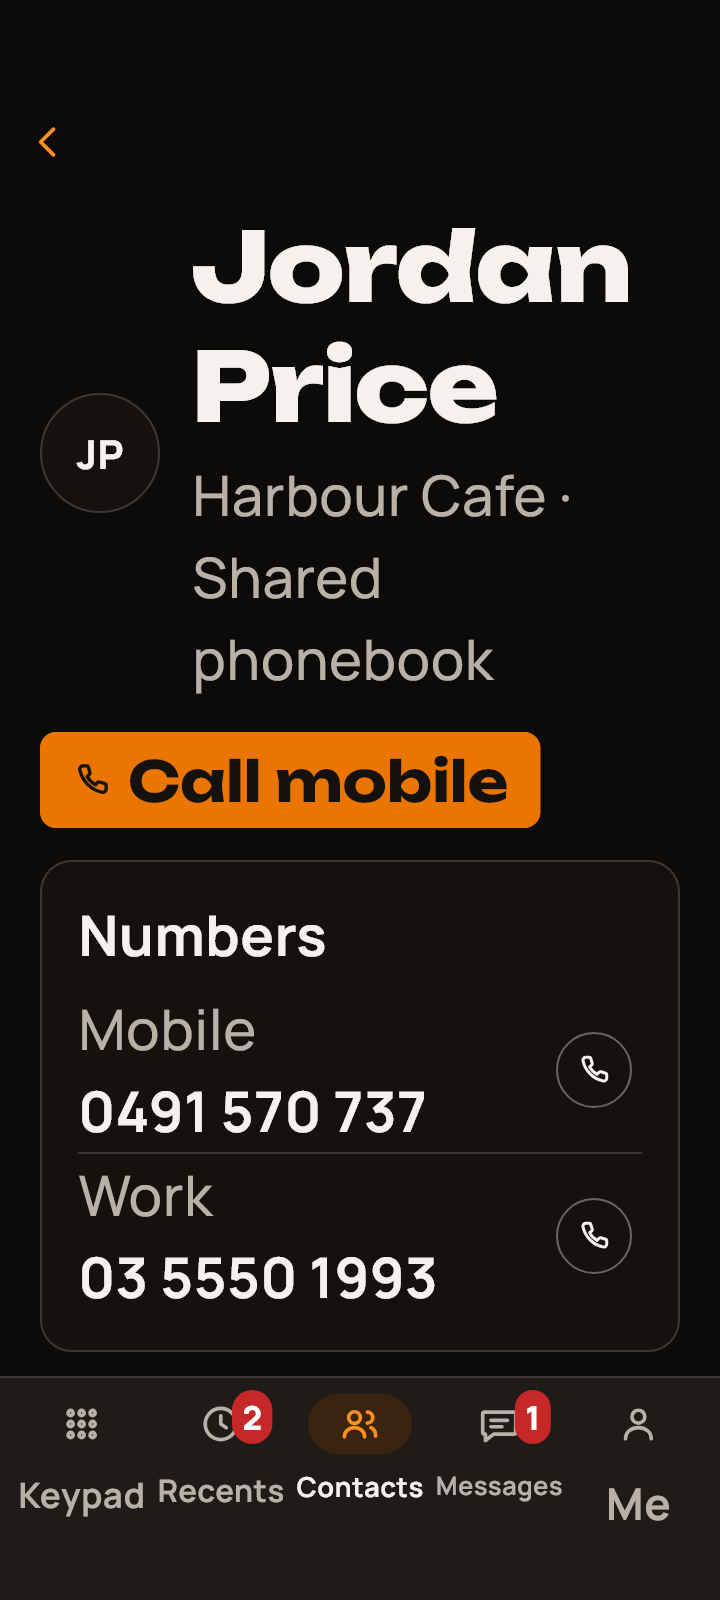 Jordan
Price
JP
Harbour Cafe ·
Shared
phonebook
Call mobile
Numbers
Mobile
0491 570 737
Work
03 5550 1993
2
1
Keypad
Recents
Contacts
Messages
Me